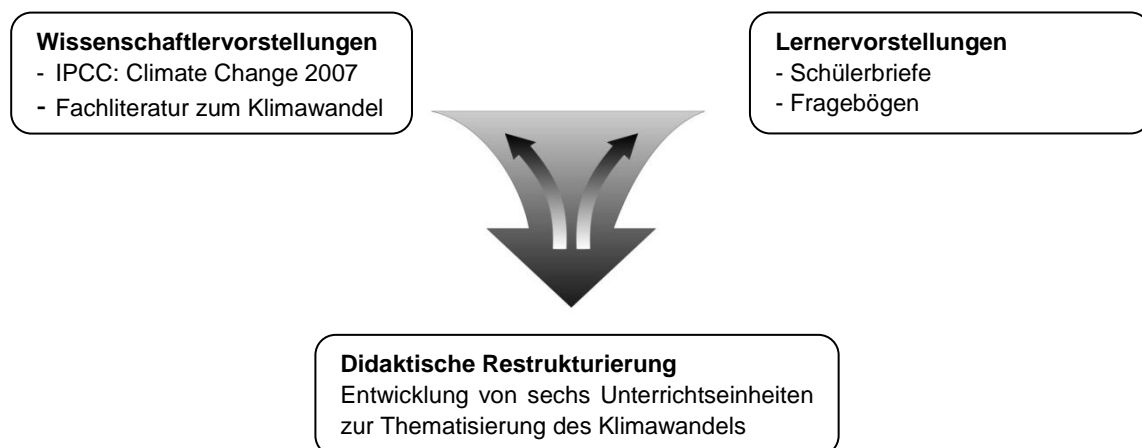 Wissenschaftlervorstellungen
- IPCC: Climate Change 2007
- Fachliteratur zum Klimawandel
Lernervorstellungen
- Schülerbriefe
- Fragebögen
Didaktische Restrukturierung
Entwicklung von sechs Unterrichtseinheiten
zur Thematisierung des Klimawandels